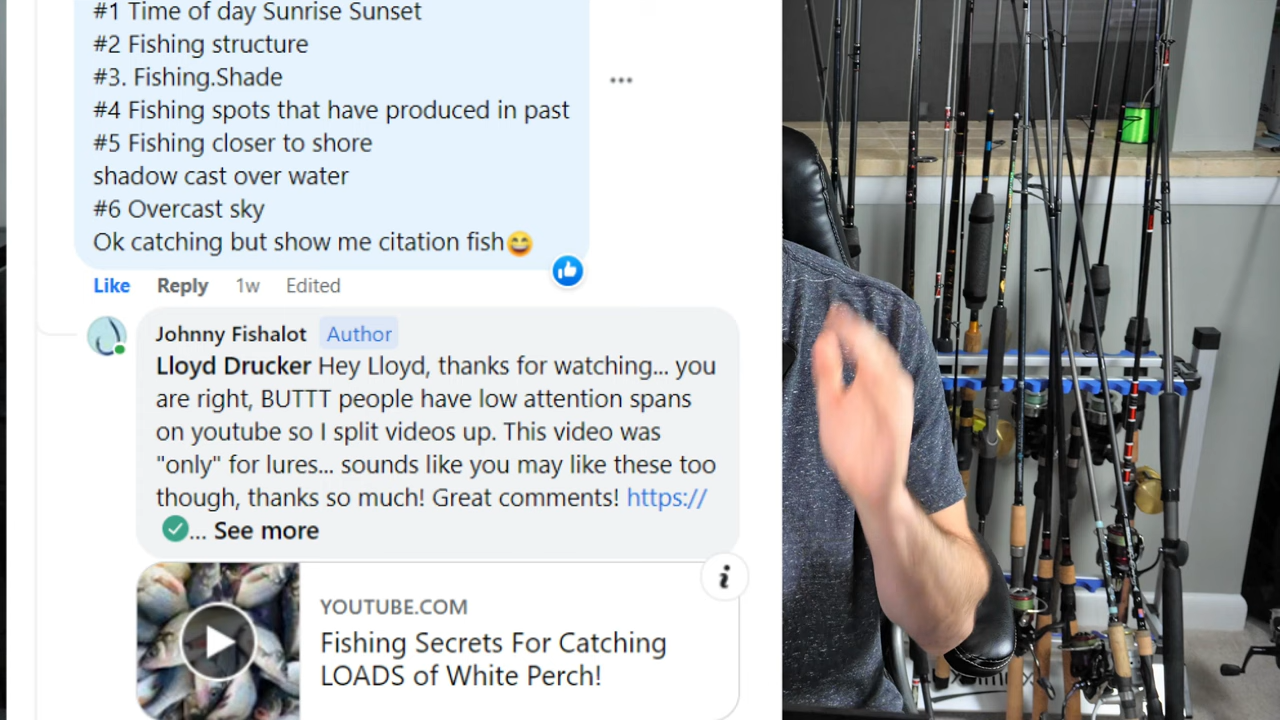 #1 Time of day Sunrise Sunset
#2 Fishing structure
#3. Fishing.Shade
#4 Fishing spots that have produced in past
#5 Fishing closer to shore
shadow cast over water
#6 Overcast sky
Ok catching but show me citation fish😄
Like Reply 1w Edited
Johnny Fishalot Author
Lloyd Drucker Hey Lloyd, thanks for watching... you
are right, BUTTT people have low attention spans
on youtube so I split videos up. This video was
"only" for lures... sounds like you may like these too
though, thanks so much! Great comments! https://
... See more
YOUTUBE.COM
Fishing Secrets For Catching
LOADS of White Perch!